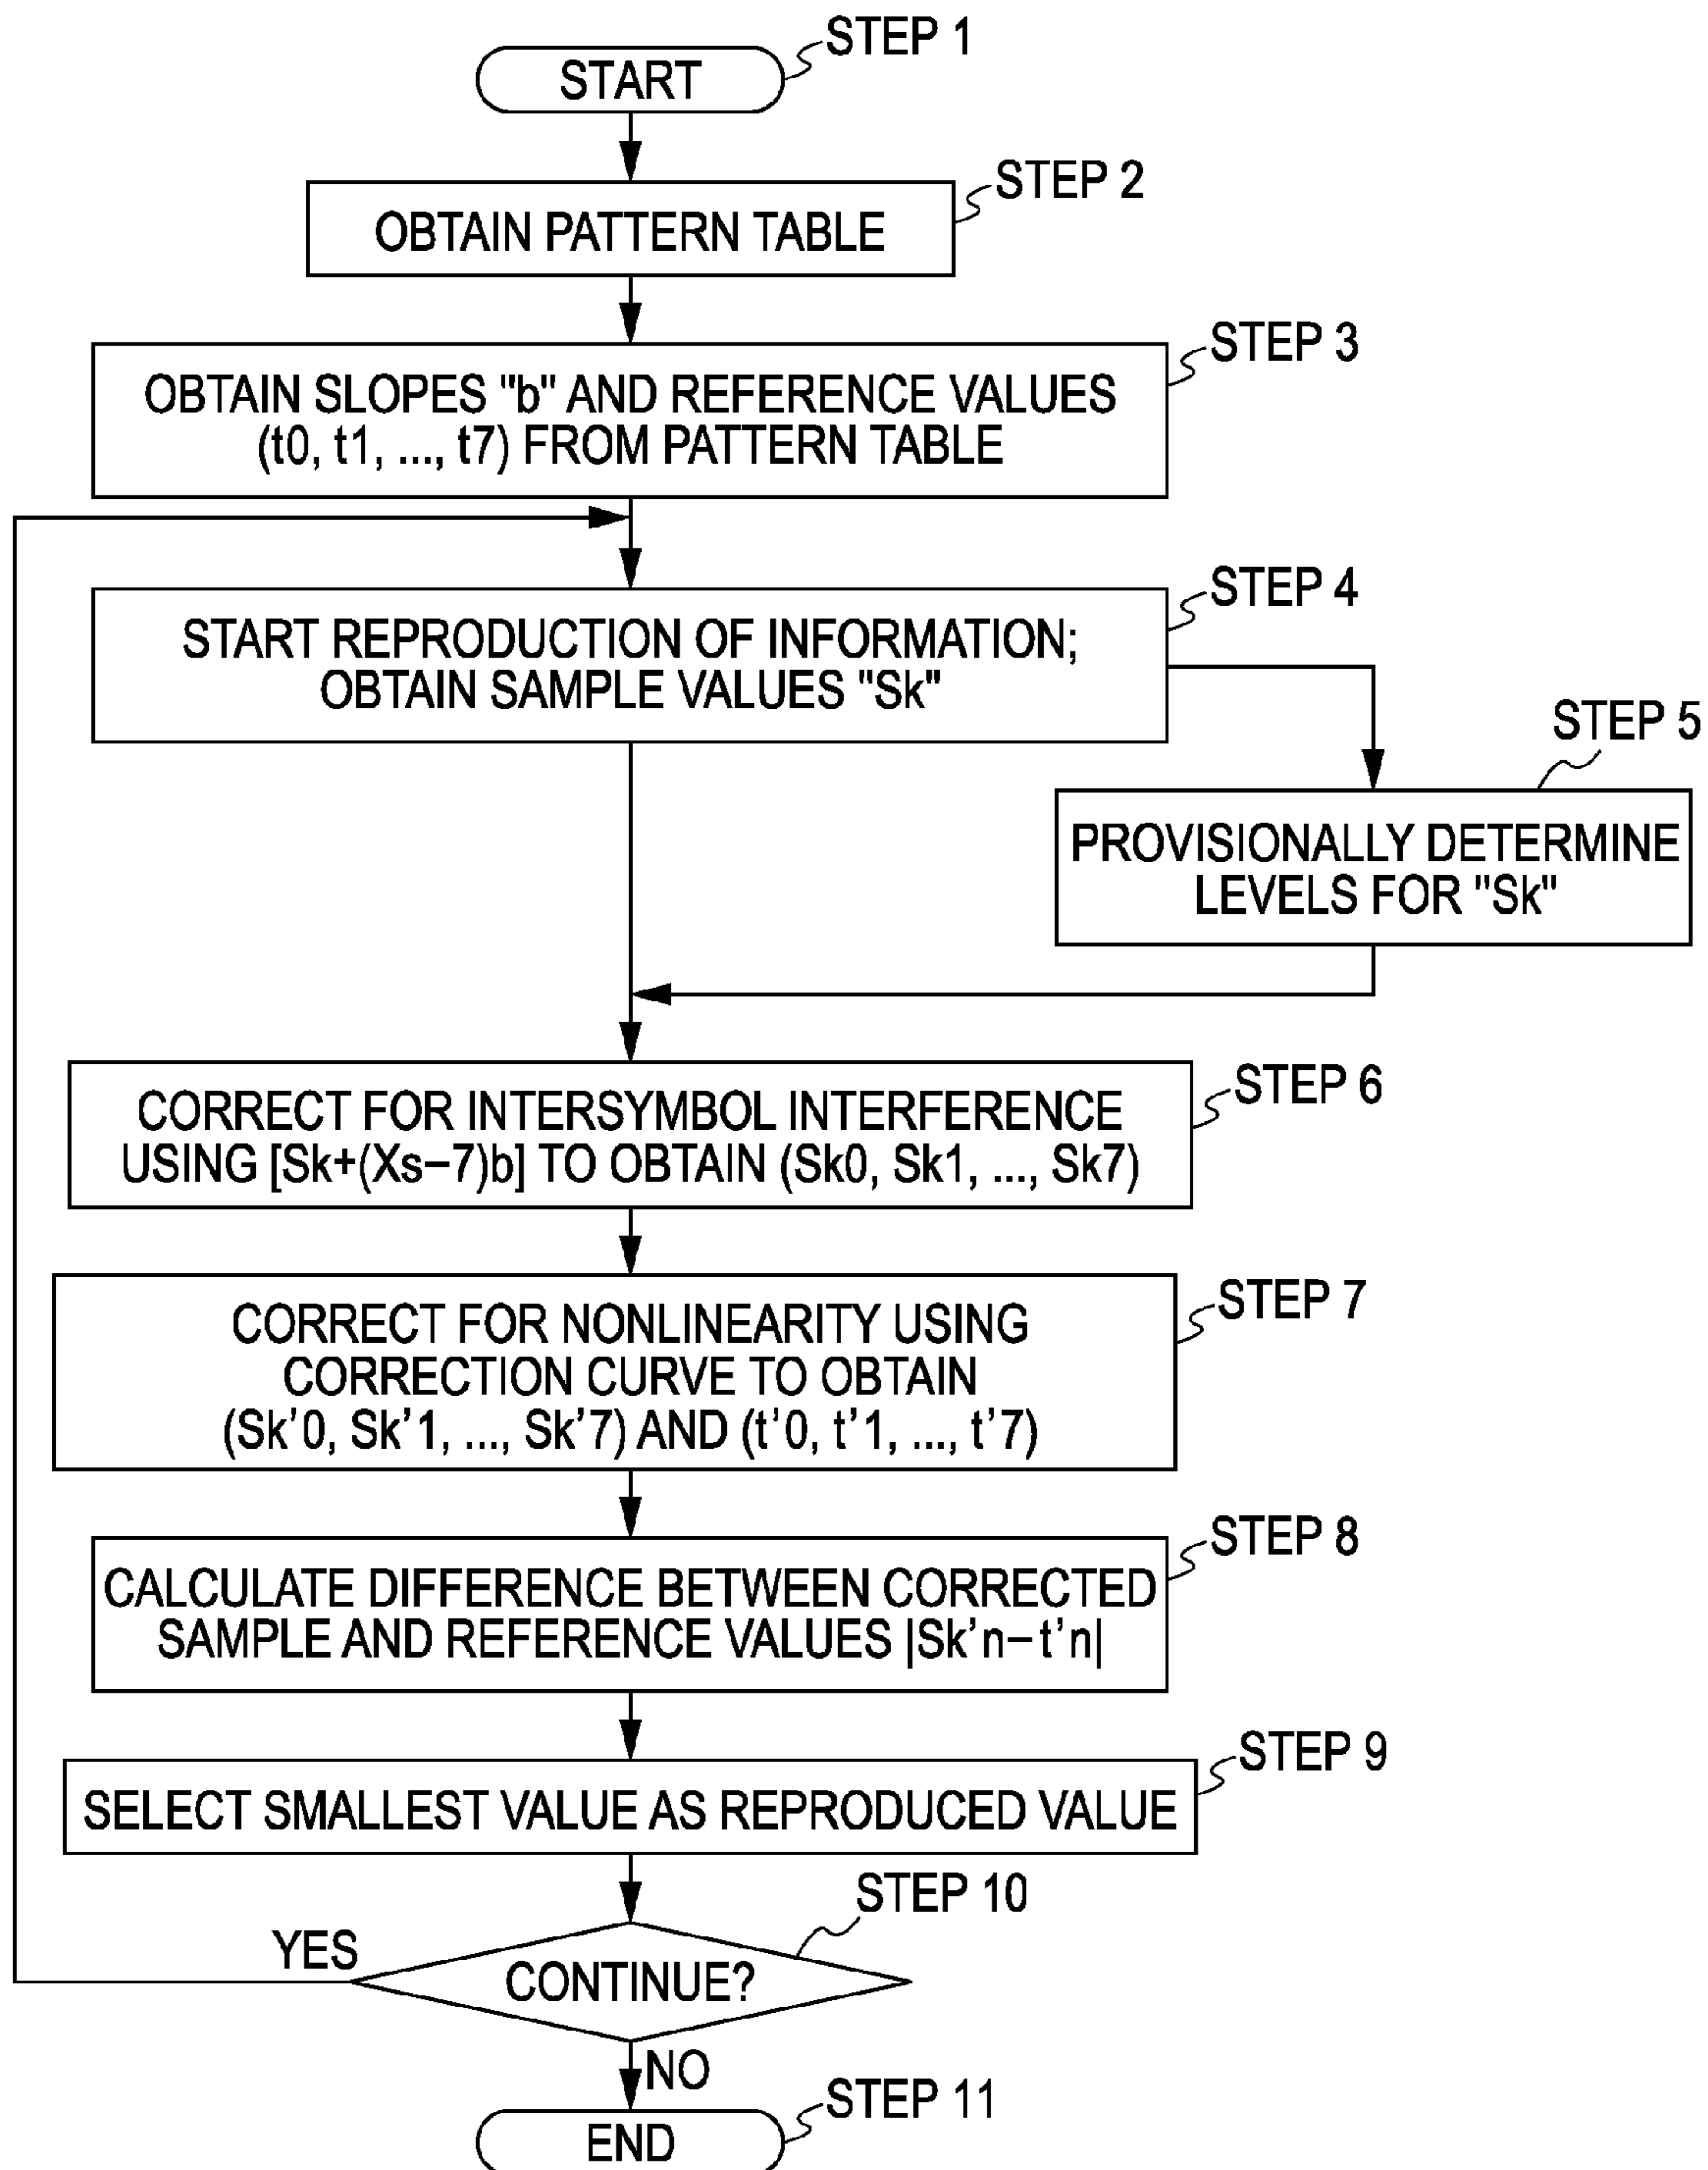 STEP 1
START
STEP 2
OBTAIN PATTERN TABLE
STEP 3
OBTAIN SLOPES "b" AND REFERENCE VALUES
(t0, t1, ..., t7) FROM PATTERN TABLE
STEP 4
START REPRODUCTION OF INFORMATION;
OBTAIN SAMPLE VALUES "Sk"
STEP 5
PROVISIONALLY DETERMINE
LEVELS FOR "Sk"
STEP 6
CORRECT FOR INTERSYMBOL INTERFERENCE
USING [Sk+(Xs−7)b] TO OBTAIN (Sk0, Sk1, ..., Sk7)
STEP 7
CORRECT FOR NONLINEARITY USING
CORRECTION CURVE TO OBTAIN
(Sk’0, Sk’1, ..., Sk’7) AND (t’0, t’1, ..., t’7)
STEP 8
CALCULATE DIFFERENCE BETWEEN CORRECTED
SAMPLE AND REFERENCE VALUES |Sk’n−t’n|
STEP 9
SELECT SMALLEST VALUE AS REPRODUCED VALUE
STEP 10
YES
CONTINUE?
NO
STEP 11
END